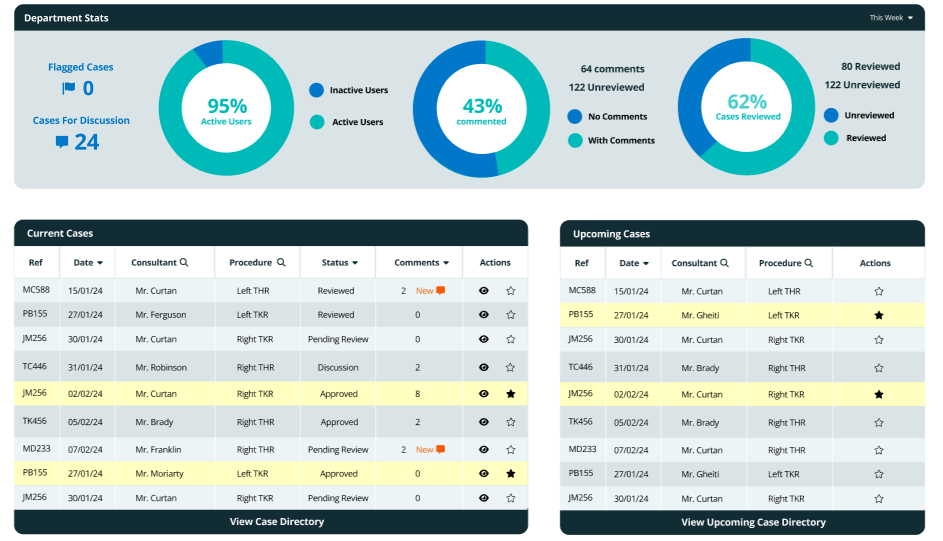 Department Stats
This Week
Flagged Cases
0
Cases For Discussion
24
95%
Active Users
Inactive Users
Active Users
43%
commented
64 comments
122 Unreviewed
No Comments
With Comments
62%
Cases Reviewed
80 Reviewed
122 Unreviewed
Unreviewed
Reviewed
Current Cases
Ref Date Consultant Procedure Status Comments Actions
MC588 15/01/24 Mr. Curtan Left THR Reviewed 2 New
PB155 27/01/24 Mr. Ferguson Left TKR Reviewed 0
JM256 30/01/24 Mr. Curtan Right TKR Pending Review 0
TC446 31/01/24 Mr. Robinson Right THR Discussion 2
JM256 02/02/24 Mr. Curtan Right TKR Approved 8
TK456 05/02/24 Mr. Brady Right THR Approved 2
MD233 07/02/24 Mr. Franklin Right THR Pending Review 2 New
PB155 27/01/24 Mr. Moriarty Left TKR Approved 0
JM256 30/01/24 Mr. Curtan Right TKR Pending Review 0
View Case Directory
Upcoming Cases
Ref Date Consultant Procedure Actions
MC588 15/01/24 Mr. Curtan Left THR
PB155 27/01/24 Mr. Gheiti Left TKR
JM256 30/01/24 Mr. Curtan Right TKR
TC446 31/01/24 Mr. Brady Right THR
JM256 02/02/24 Mr. Curtan Right TKR
TK456 05/02/24 Mr. Brady Right THR
MD233 07/02/24 Mr. Curtan Right THR
PB155 27/01/24 Mr. Gheiti Left TKR
JM256 30/01/24 Mr. Curtan Right TKR
View Upcoming Case Directory